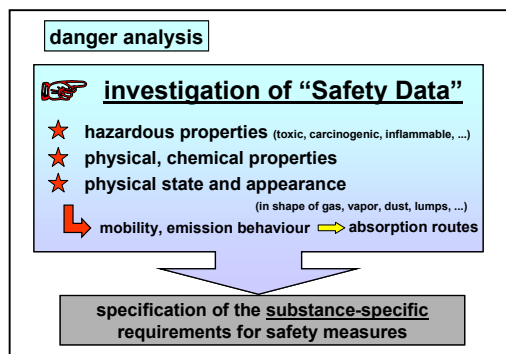 danger analysis
investigation of “Safety Data”
hazardous properties (toxic, carcinogenic, inflammable, ...)
physical, chemical properties
physical state and appearance
(in shape of gas, vapor, dust, lumps, ...)
mobility, emission behaviour absorption routes
specification of the substance-specific
requirements for safety measures